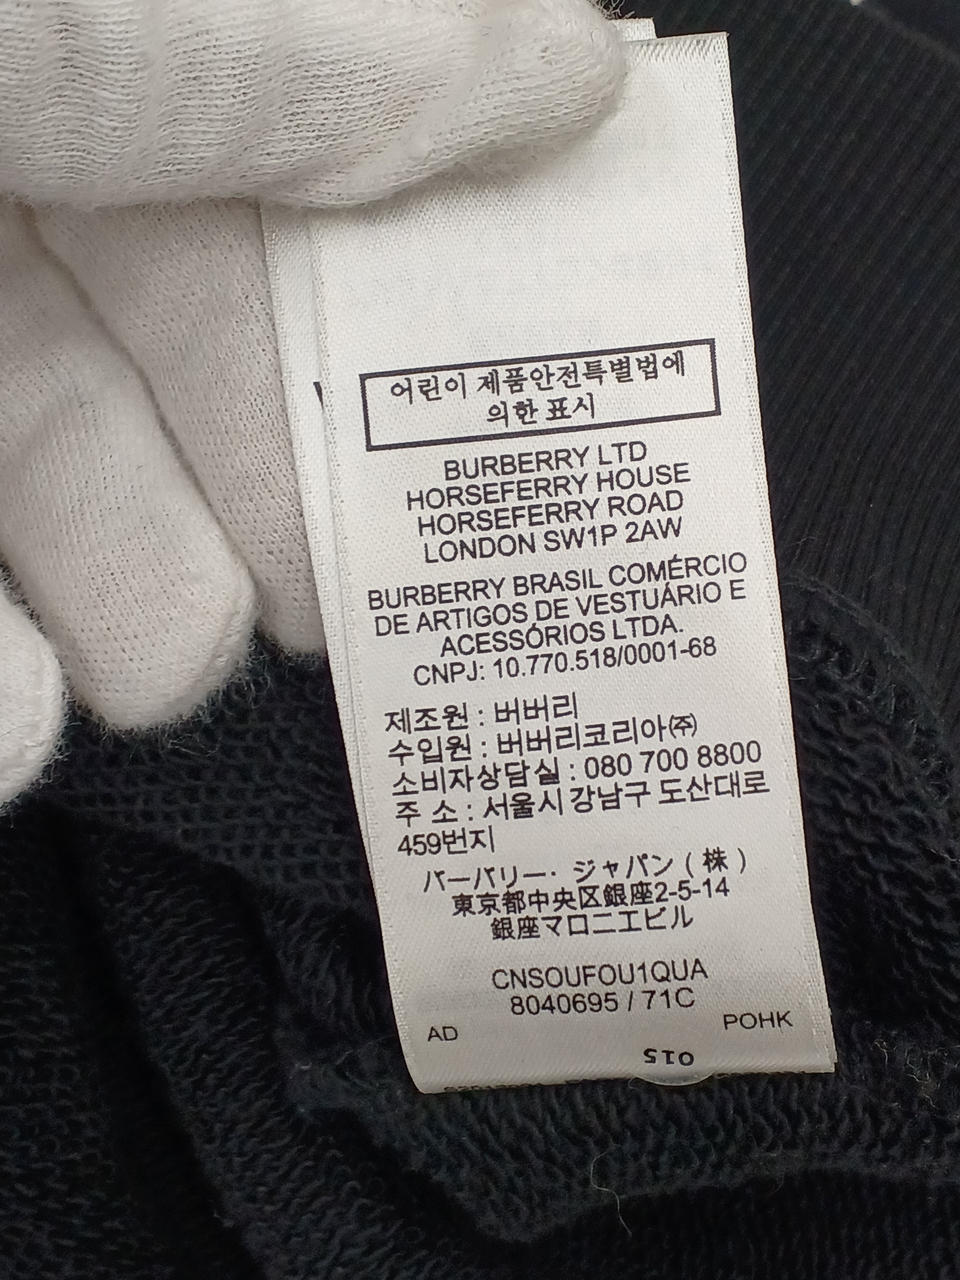 어린이 제품안전특별법에
의한 표시
BURBERRY LTD
HORSEFERRY HOUSE
HORSEFERRY ROAD
LONDON SW1P 2AW
BURBERRY BRASIL COMÉRCIO
DE ARTIGOS DE VESTUÁRIO E
ACESSÓRIOS LTDA.
CNPJ: 10.770.518/0001-68
제조원 : 버버리
수입원 : 버버리코리아㈜
소비자상담실 : 080 700 8800
주 소 : 서울시 강남구 도산대로
459번지
バーバリー・ジャパン ( 株 )
東京都中央区銀座2-5-14
銀座マロニエビル
CNSOUFOU1QUA
8040695 / 71C
AD
POHK
015